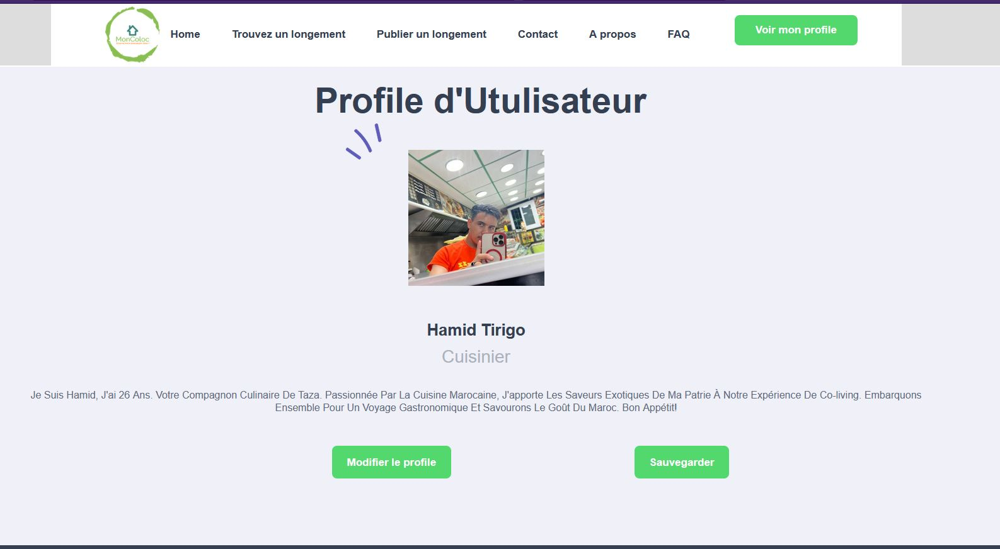 MonColoc
Home
Trouvez un longement
Publier un longement
Contact
A propos
FAQ
Voir mon profile
Profile d'Utulisateur
Hamid Tirigo
Cuisinier
Je Suis Hamid, J'ai 26 Ans. Votre Compagnon Culinaire De Taza. Passionnée Par La Cuisine Marocaine, J'apporte Les Saveurs Exotiques De Ma Patrie À Notre Expérience De Co-living. Embarquons
Ensemble Pour Un Voyage Gastronomique Et Savourons Le Goût Du Maroc. Bon Appétit!
Modifier le profile
Sauvegarder